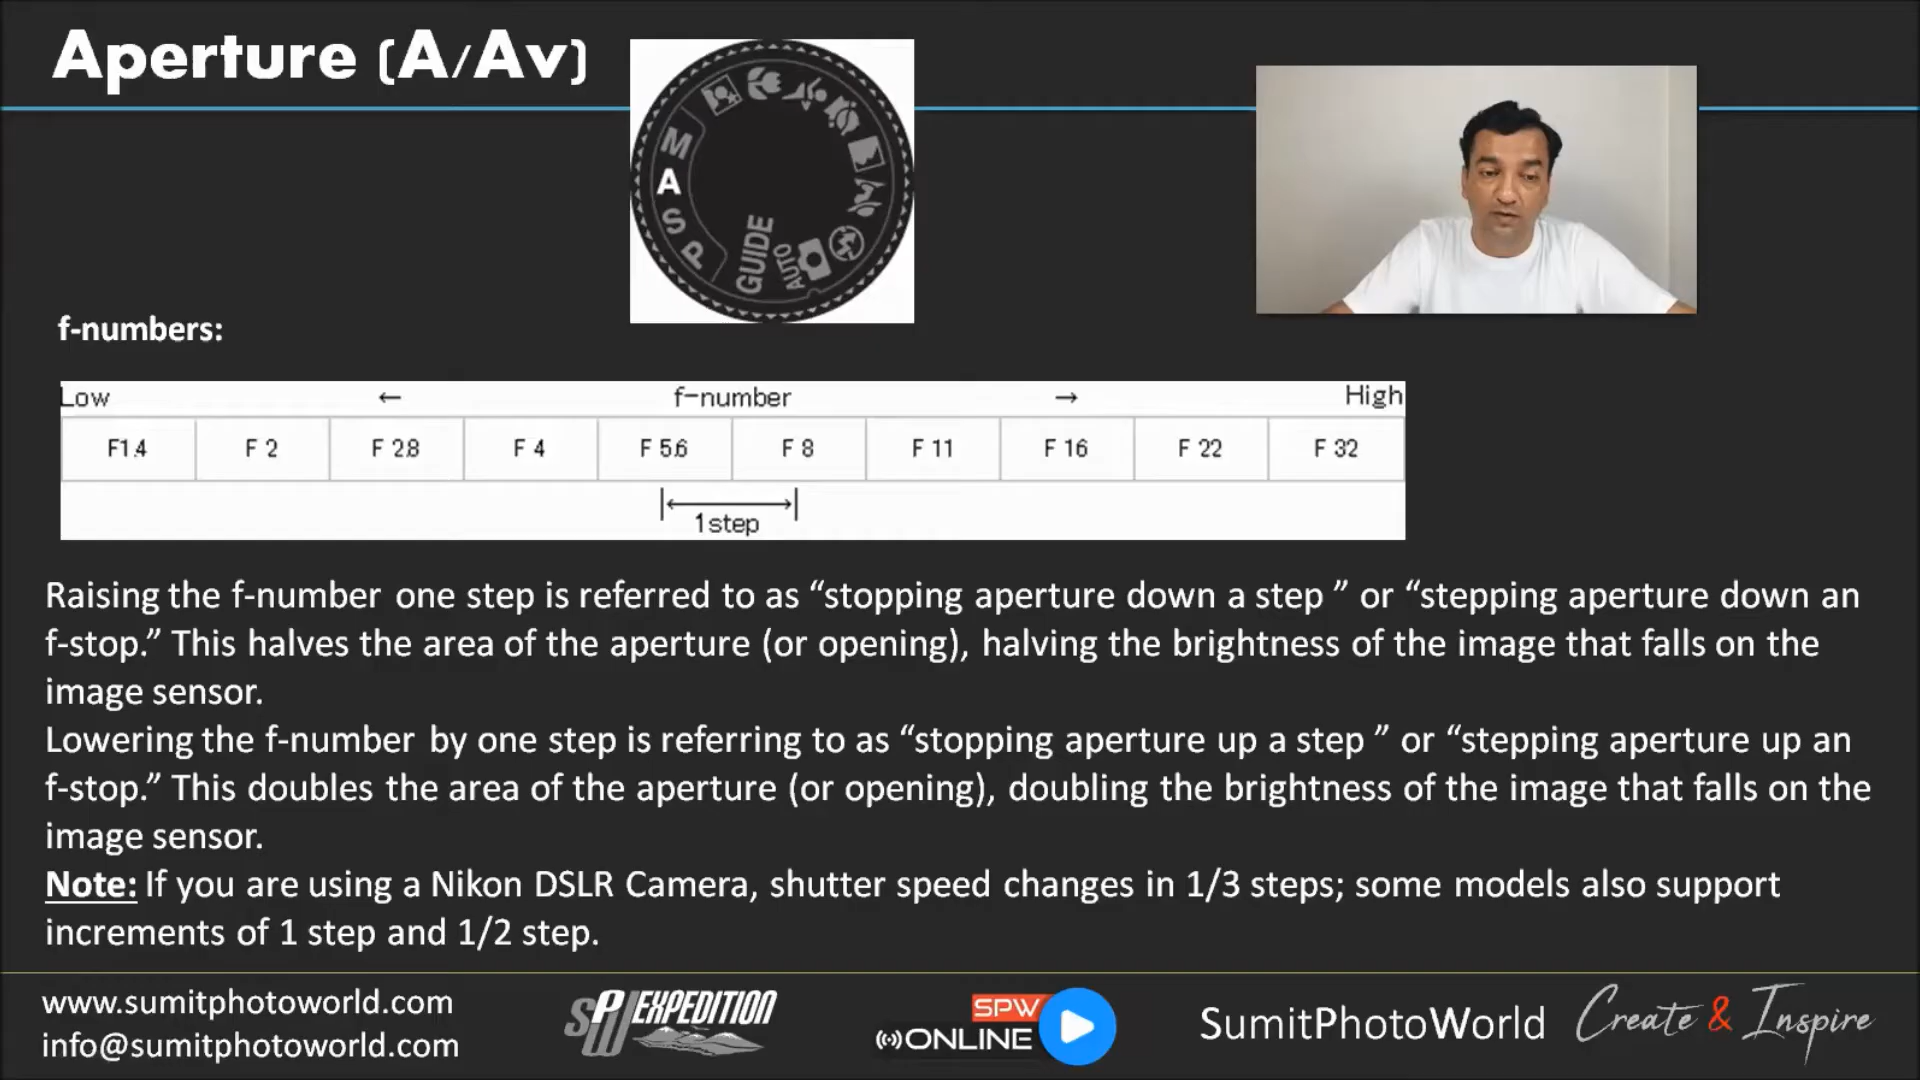 Aperture (A/Av)
M
A
S
P
GUIDE
AUTO
f-numbers:
Low ← f-number → High
F1.4 F 2 F 2.8 F 4 F 5.6 F 8 F 11 F 16 F 22 F 32
1step
Raising the f-number one step is referred to as “stopping aperture down a step ” or “stepping aperture down an
f-stop.” This halves the area of the aperture (or opening), halving the brightness of the image that falls on the
image sensor.
Lowering the f-number by one step is referring to as “stopping aperture up a step ” or “stepping aperture up an
f-stop.” This doubles the area of the aperture (or opening), doubling the brightness of the image that falls on the
image sensor.
Note: If you are using a Nikon DSLR Camera, shutter speed changes in 1/3 steps; some models also support
increments of 1 step and 1/2 step.
www.sumitphotoworld.com
info@sumitphotoworld.com
SPW EXPEDITION
SPW
ONLINE
SumitPhotoWorld
Create & Inspire